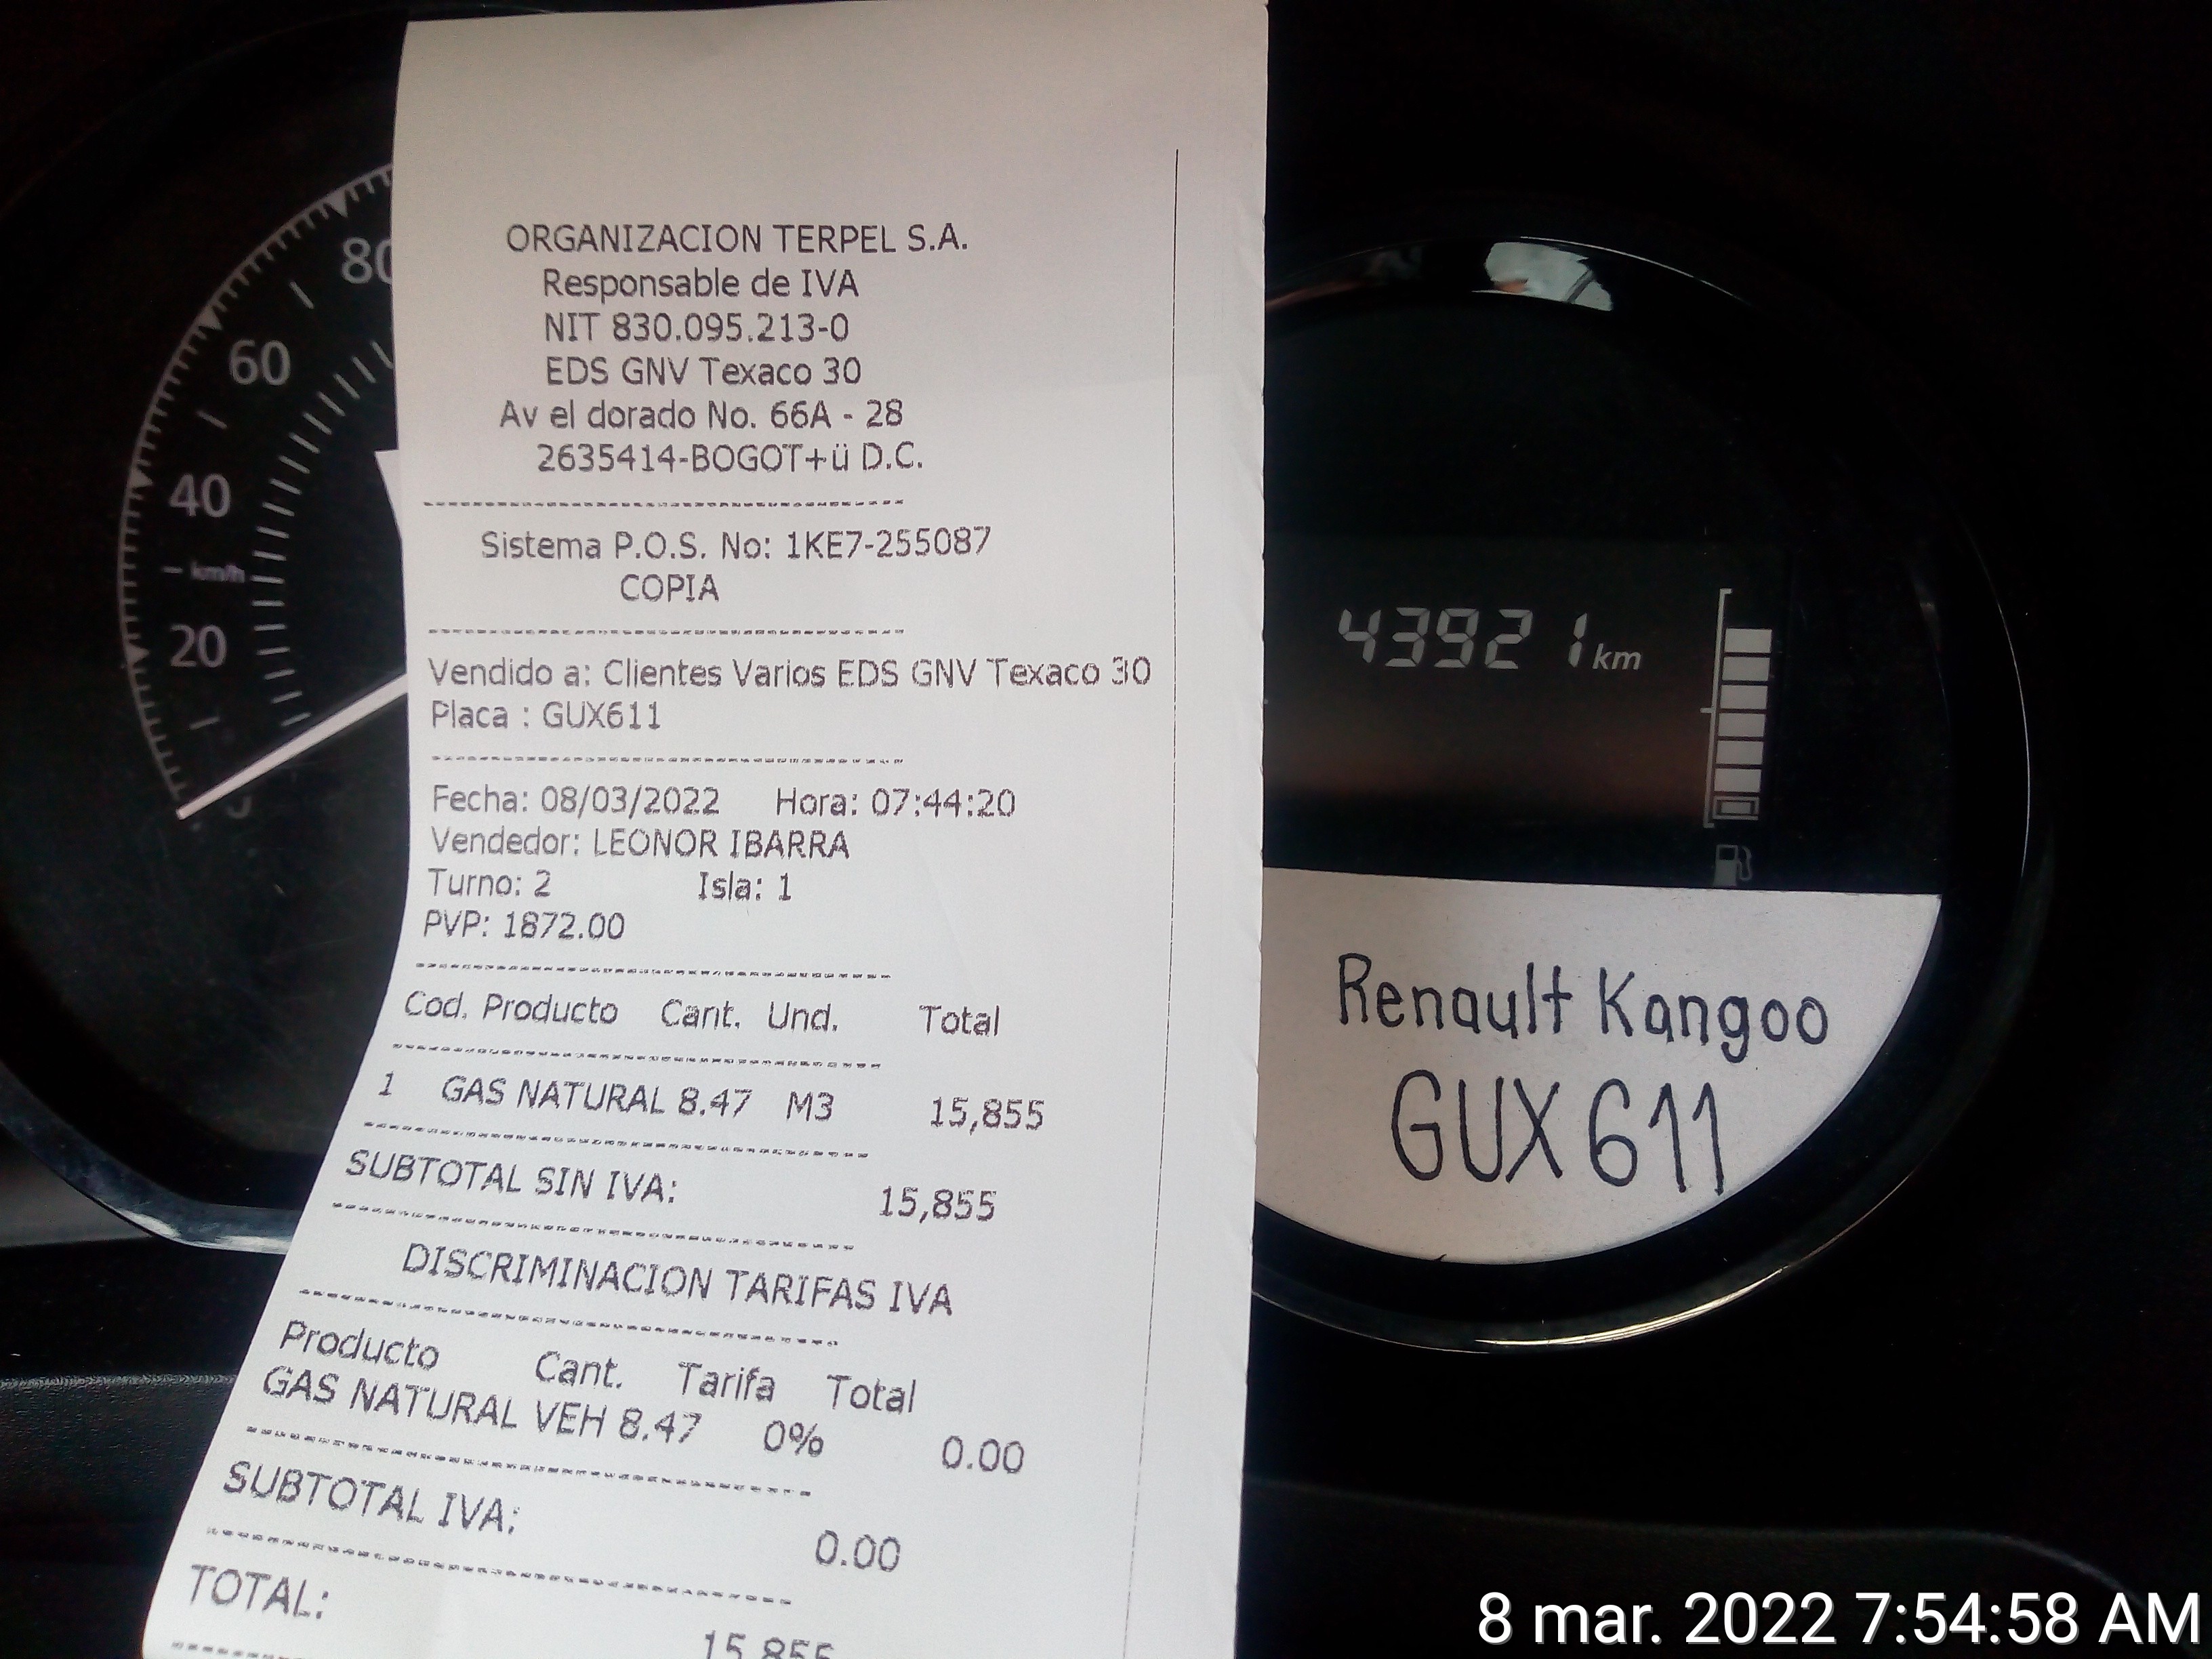 ORGANIZACION TERPEL S.A.
Responsable de IVA
NIT 830.095.213-0
EDS GNV Texaco 30
Av el dorado No. 66A - 28
2635414-BOGOT+ü D.C.
Sistema P.O.S. No: 1KE7-255087
COPIA
Vendido a: Clientes Varios EDS GNV Texaco 30
Placa : GUX611
Fecha: 08/03/2022 Hora: 07:44:20
Vendedor: LEONOR IBARRA
Turno: 2 Isla: 1
PVP: 1872.00
Cod. Producto Cant. Und. Total
1 GAS NATURAL 8.47 M3 15,855
SUBTOTAL SIN IVA: 15,855
DISCRIMINACION TARIFAS IVA
Producto Cant. Tarifa Total
GAS NATURAL VEH 8.47 0% 0.00
SUBTOTAL IVA: 0.00
TOTAL: 15,855
80
60
40
km/h
20
43921 km
Renault Kangoo
GUX 611
8 mar. 2022 7:54:58 AM